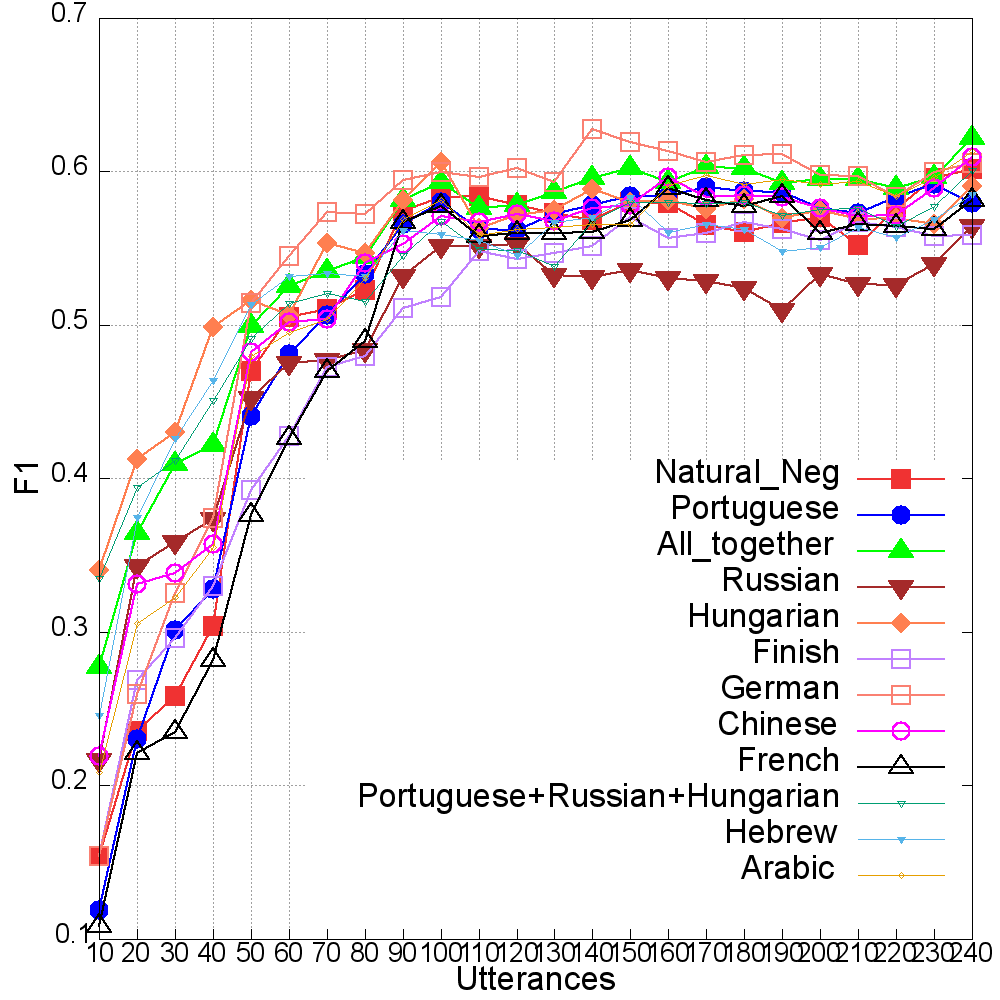 0.7
0.6
0.5
0.4
0.3
0.2
0.1
F1
Natural_Neg
Portuguese
All_together
Russian
Hungarian
Finish
German
Chinese
French
Portuguese+Russian+Hungarian
Hebrew
Arabic
10 20 30 40 50 60 70 80 90 100 110 120 130 140 150 160 170 180 190 200 210 220 230 240
Utterances